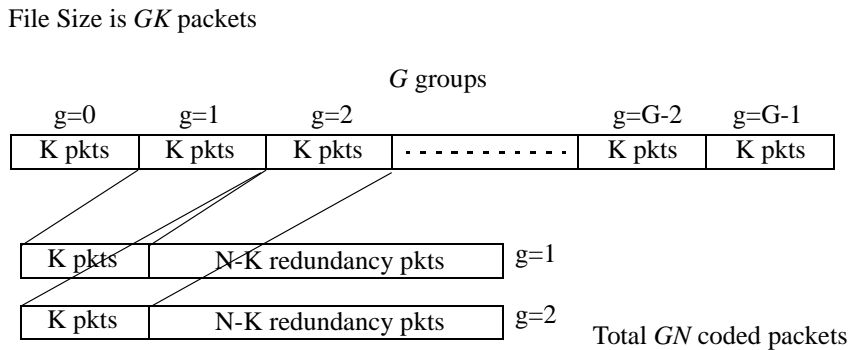 File Size is GK packets
G groups
g=0 g=1 g=2 g=G-2 g=G-1
K pkts K pkts K pkts K pkts K pkts
K pkts N-K redundancy pkts g=1
K pkts N-K redundancy pkts g=2
Total GN coded packets